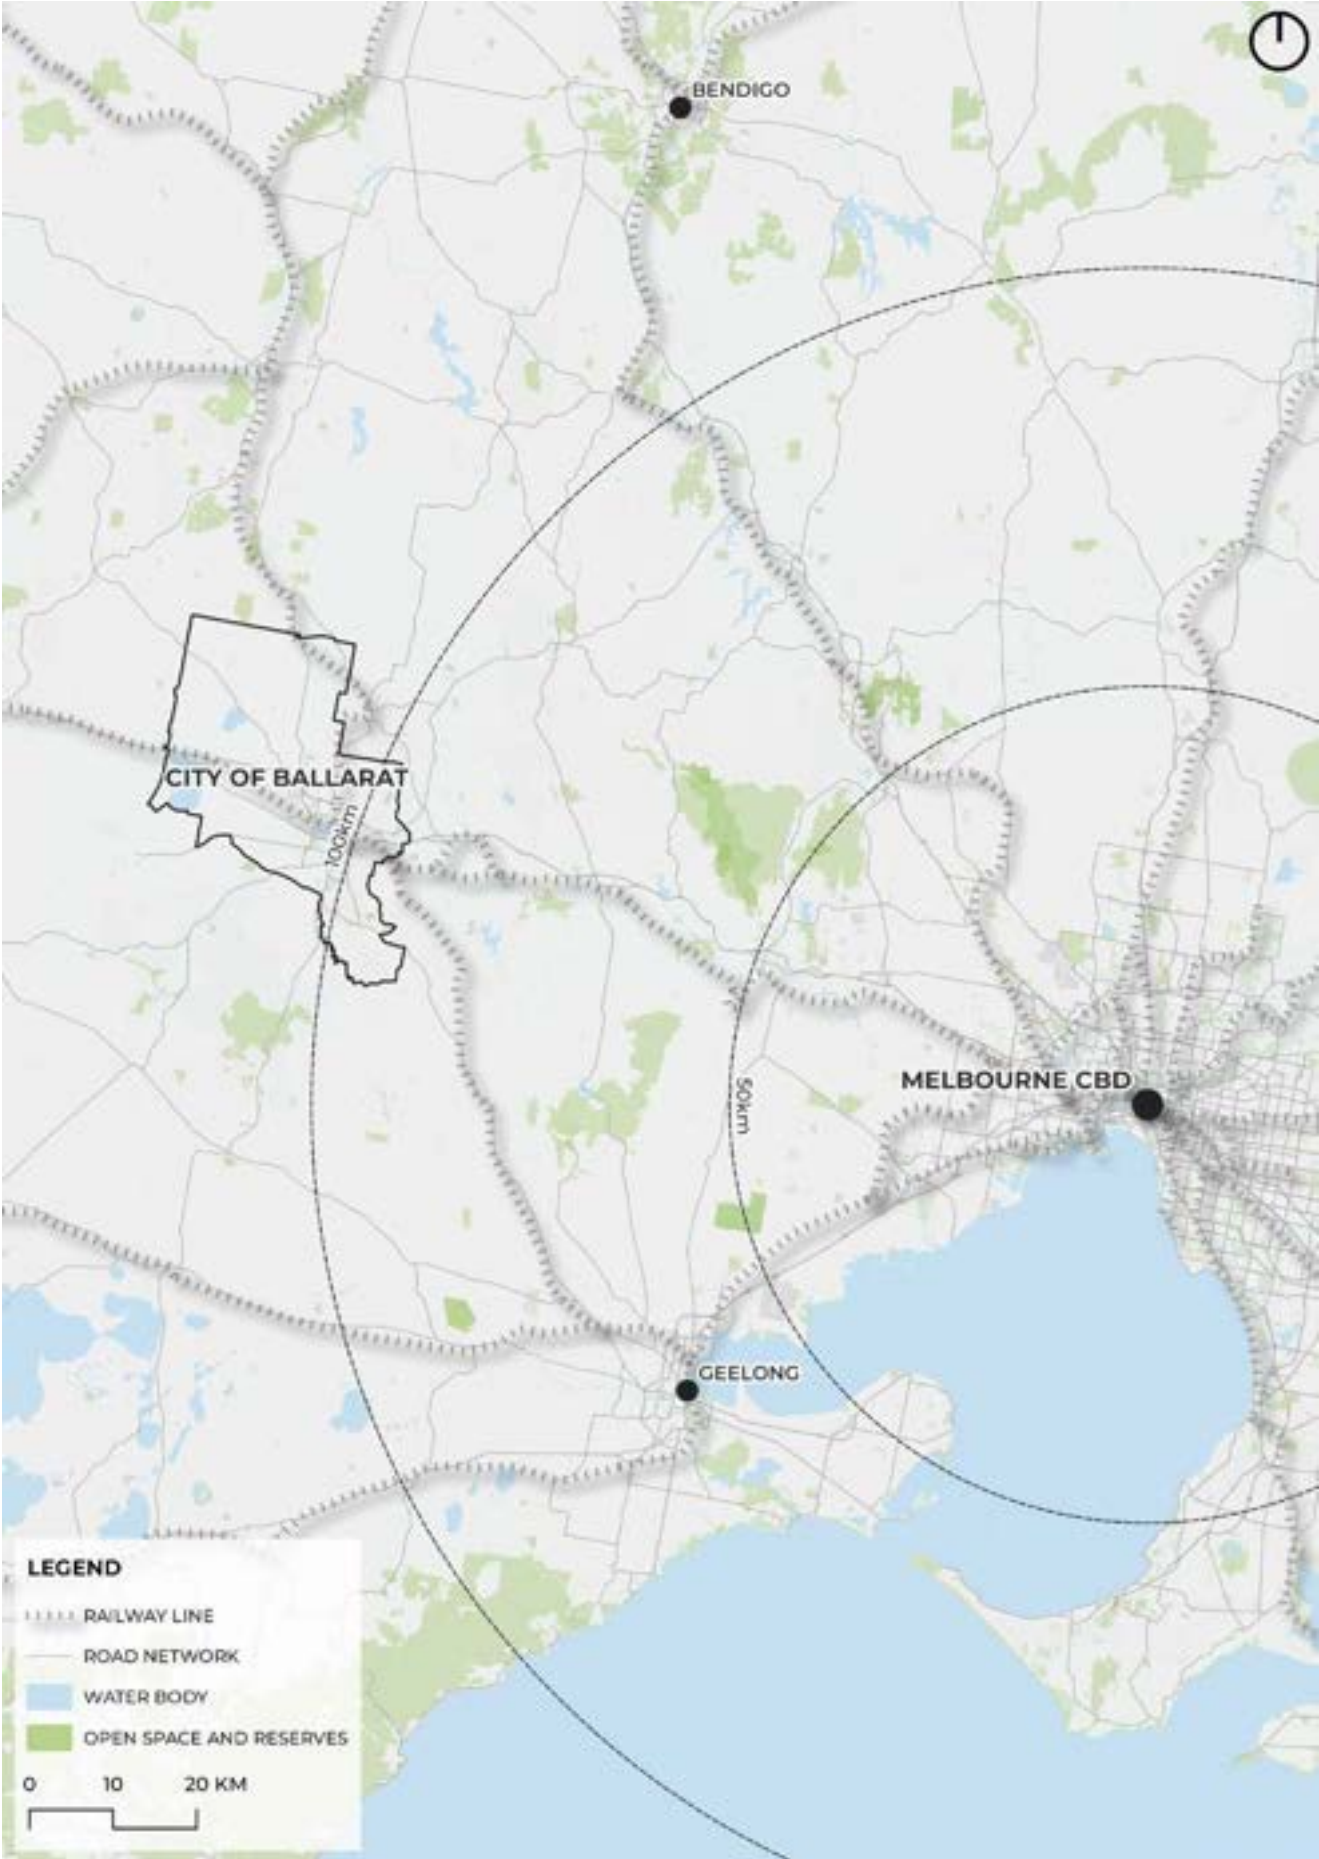 BENDIGO
CITY OF BALLARAT
100km
50km
MELBOURNE CBD
GEELONG
LEGEND
RAILWAY LINE
ROAD NETWORK
WATER BODY
OPEN SPACE AND RESERVES
0 10 20 KM